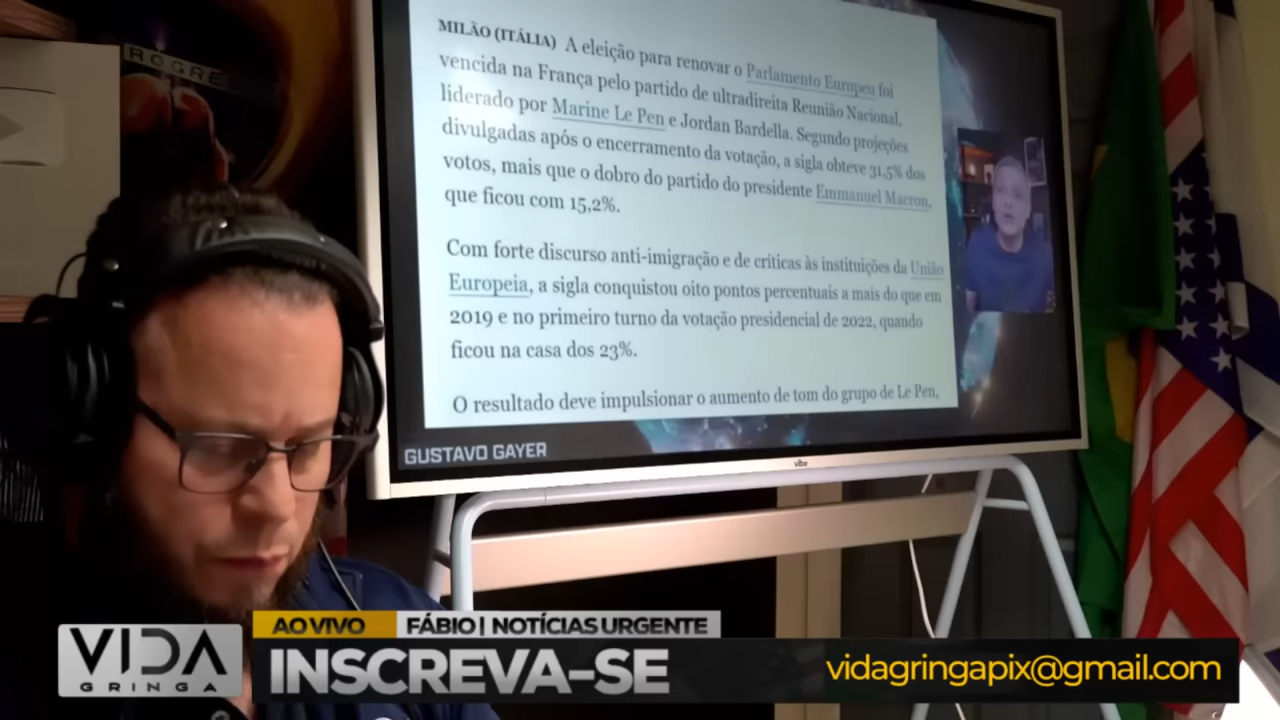 ROGRE
MILÃO (ITÁLIA) A eleição para renovar o Parlamento Europeu foi
vencida na França pelo partido de ultradireita Reunião Nacional,
liderado por Marine Le Pen e Jordan Bardella. Segundo projeções
divulgadas após o encerramento da votação, a sigla obteve 31,5% dos
votos, mais que o dobro do partido do presidente Emmanuel Macron,
que ficou com 15,2%.
Com forte discurso anti-imigração e de críticas às instituições da União
Europeia, a sigla conquistou oito pontos percentuais a mais do que em
2019 e no primeiro turno da votação presidencial de 2022, quando
ficou na casa dos 23%.
O resultado deve impulsionar o aumento de tom do grupo de Le Pen,
GUSTAVO GAYER
vibe
AO VIVO FÁBIO | NOTÍCIAS URGENTE
VIDA
GRINGA
INSCREVA-SE
vidagringapix@gmail.com